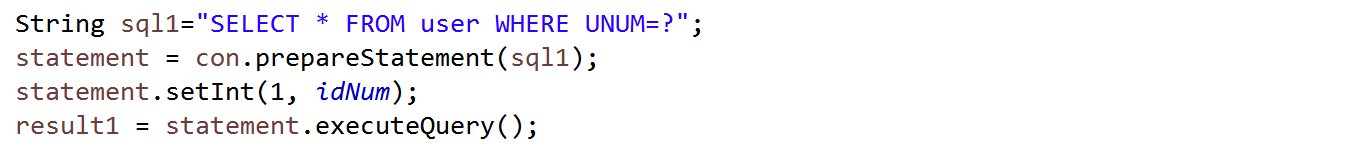 String sql1="SELECT * FROM user WHERE UNUM=?";
statement = con.prepareStatement(sql1);
statement.setInt(1, idNum);
result1 = statement.executeQuery();